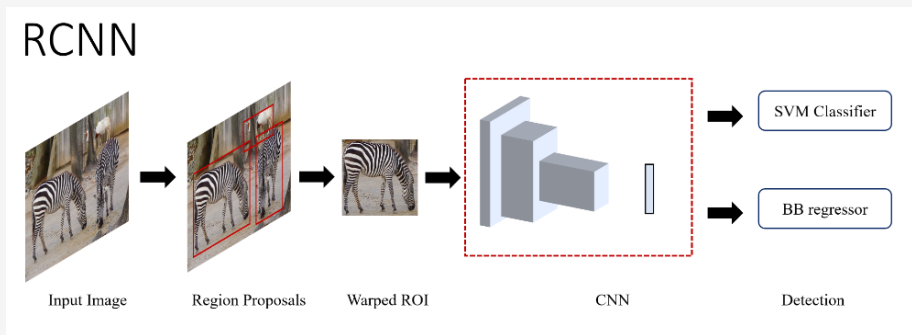 RCNN
SVM Classifier
BB regressor
Input Image
Region Proposals
Warped ROI
CNN
Detection